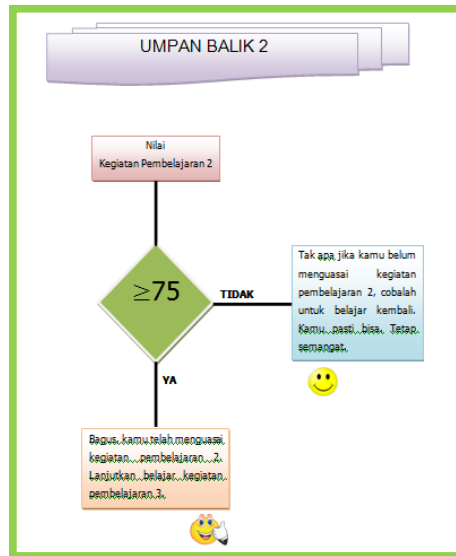 UMPAN BALIK 2
Nilai
Kegiatan Pembelajaran 2
≥75
TIDAK
Tak apa jika kamu belum
menguasai kegiatan
pembelajaran 2, cobalah
untuk belajar kembali.
Kamu pasti bisa. Tetap
semangat.
YA
Bagus, kamu telah menguasai
kegiatan pembelajaran 2.
Lanjutkan belajar kegiatan
pembelajaran 3.